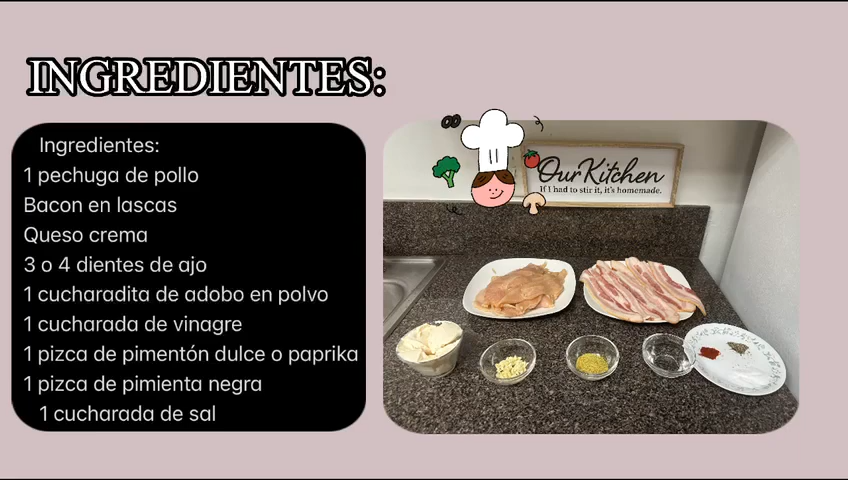 INGREDIENTES:
Ingredientes:
1 pechuga de pollo
Bacon en lascas
Queso crema
3 o 4 dientes de ajo
1 cucharadita de adobo en polvo
1 cucharada de vinagre
1 pizca de pimentón dulce o paprika
1 pizca de pimienta negra
1 cucharada de sal
Our Kitchen
If I had to stir it, it's homemade.